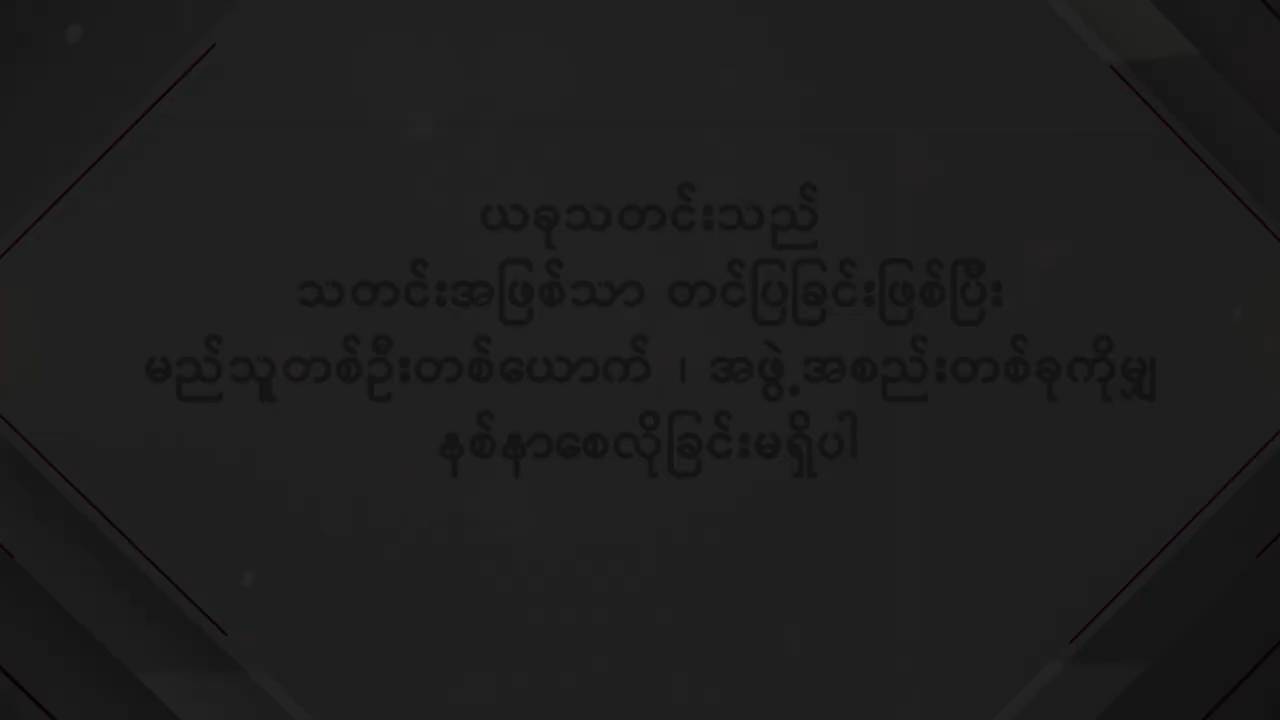 ယခုသတင်းသည်
သတင်းအဖြစ်သာ တင်ပြခြင်းဖြစ်ပြီး
မည်သူတစ်ဦးတစ်ယောက် ၊ အဖွဲ့အစည်းတစ်ခုကိုမျှ
နစ်နာစေလိုခြင်းမရှိပါ